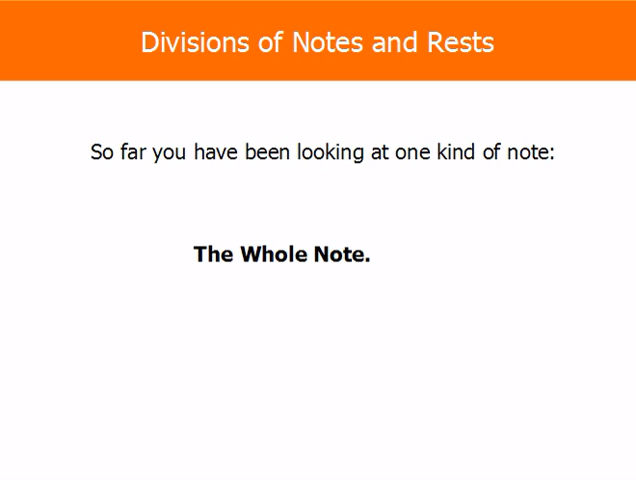 Divisions of Notes and Rests
So far you have been looking at one kind of note:
The Whole Note.